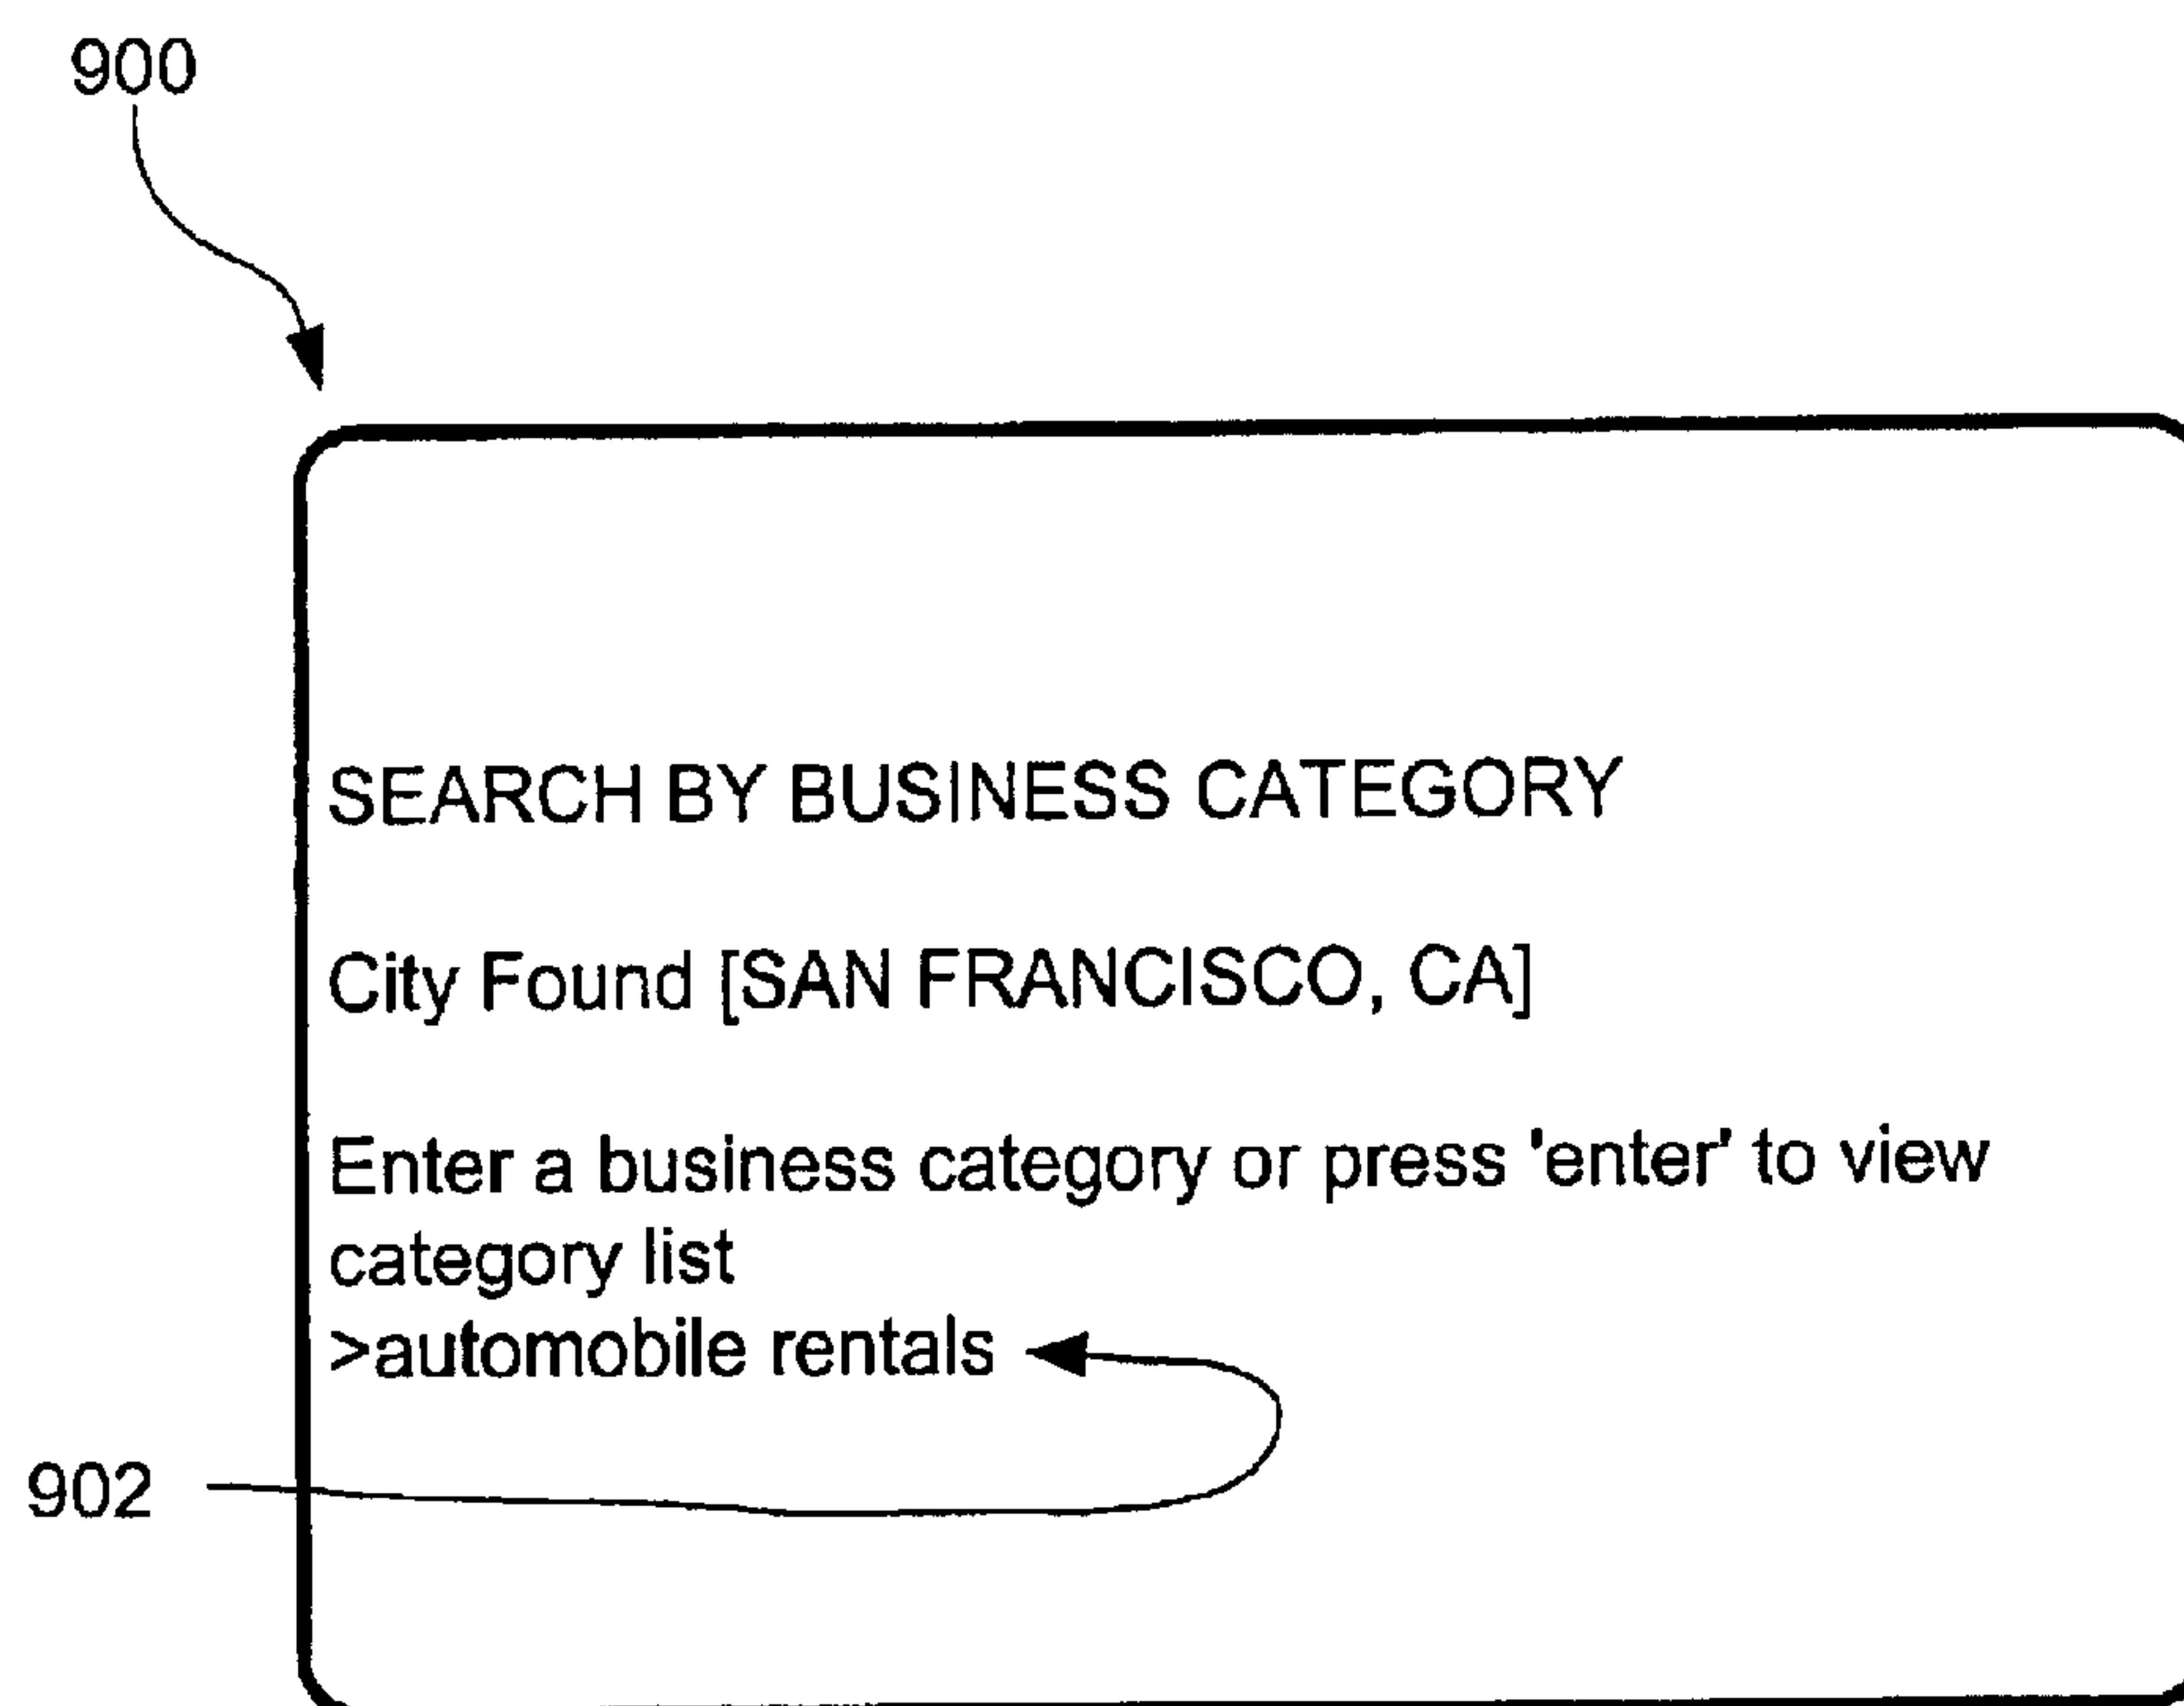 900
SEARCH BY BUSINESS CATEGORY
City Found [SAN FRANCISCO, CA]
Enter a business category or press 'enter' to view
category list
>automobile rentals
902